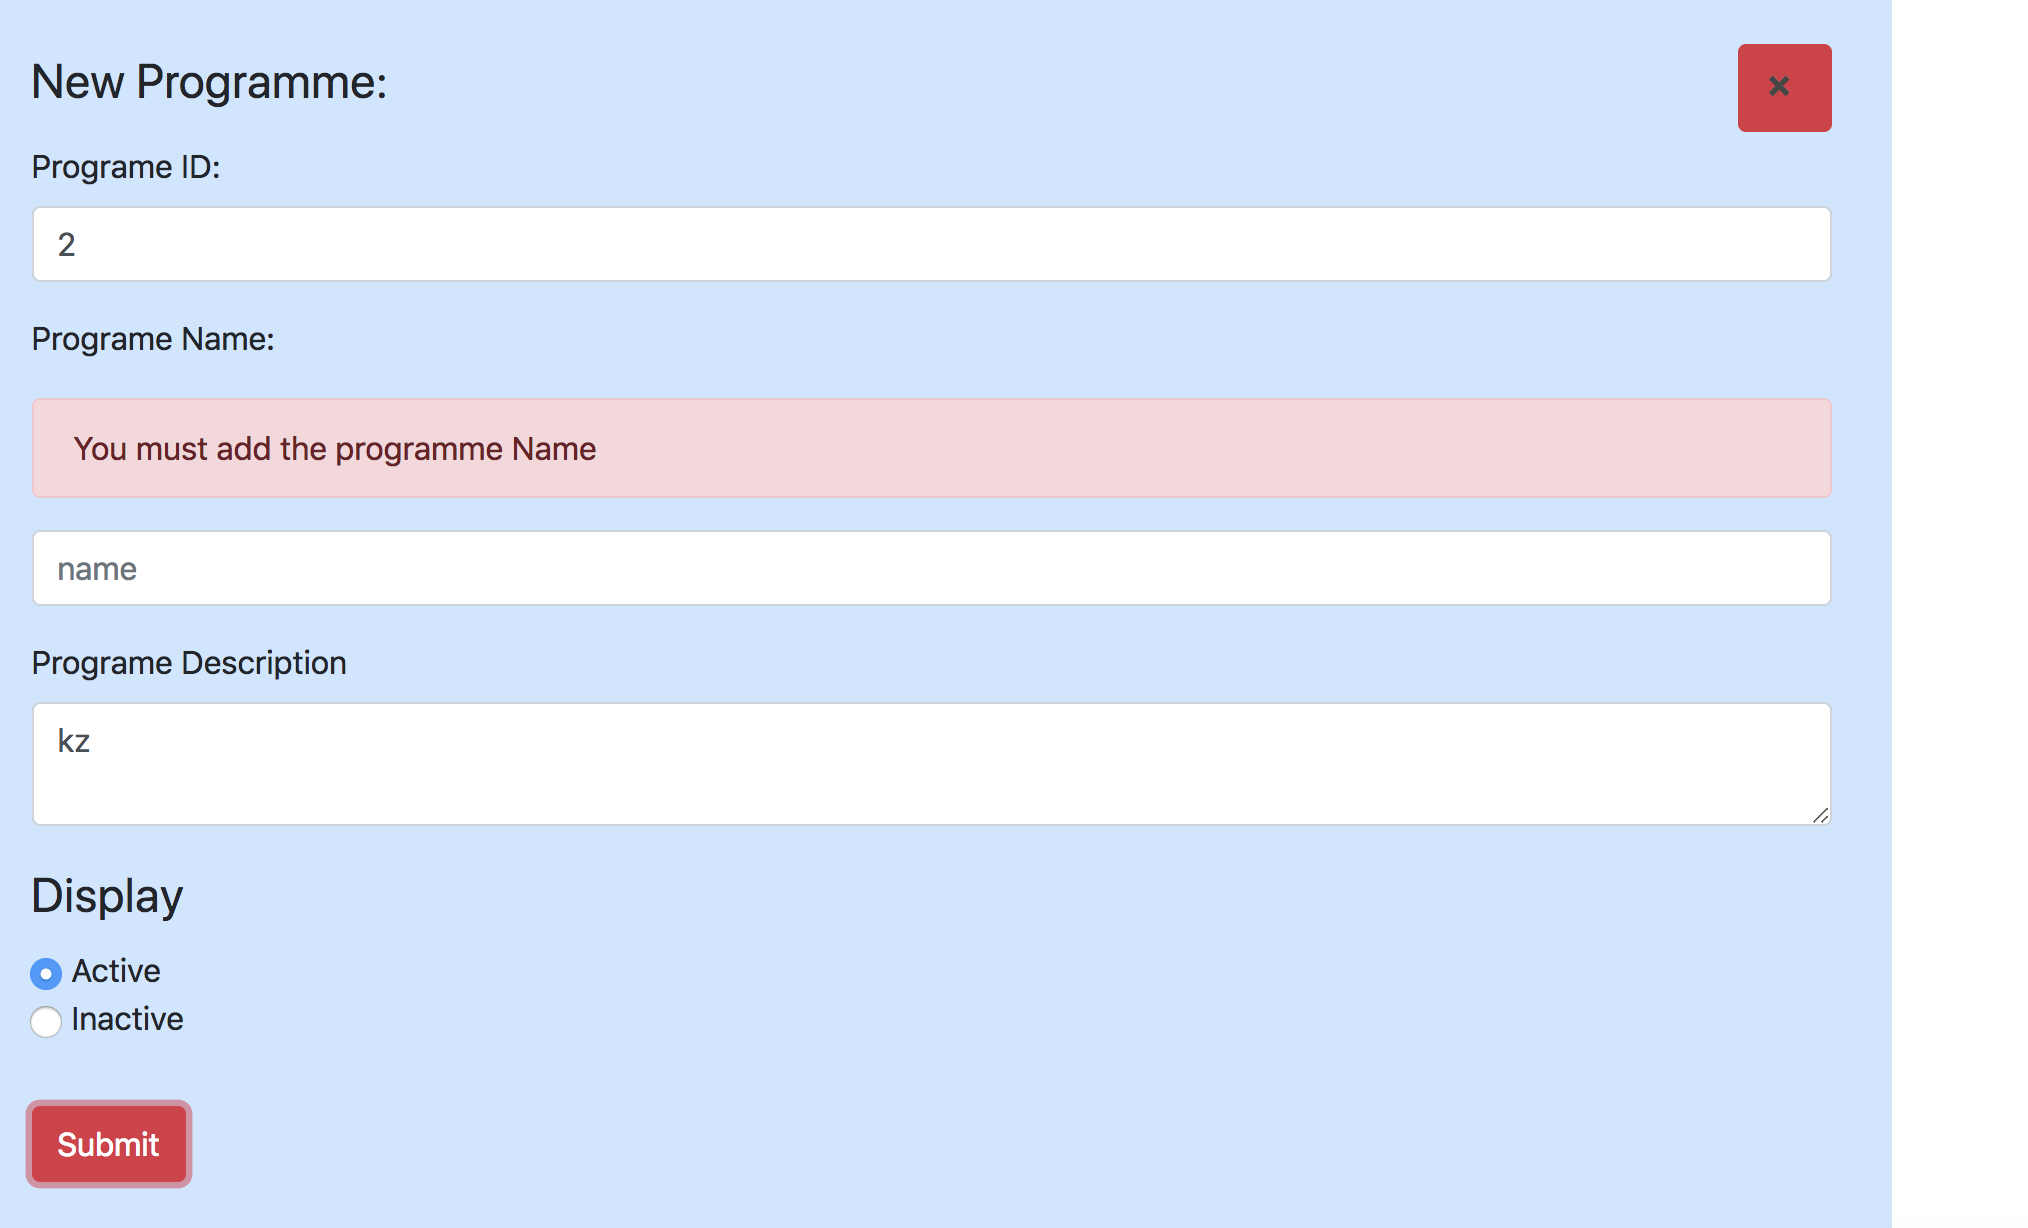 New Programme:
×
Programe ID:
2
Programe Name:
You must add the programme Name
name
Programe Description
kz
Display
Active
Inactive
Submit